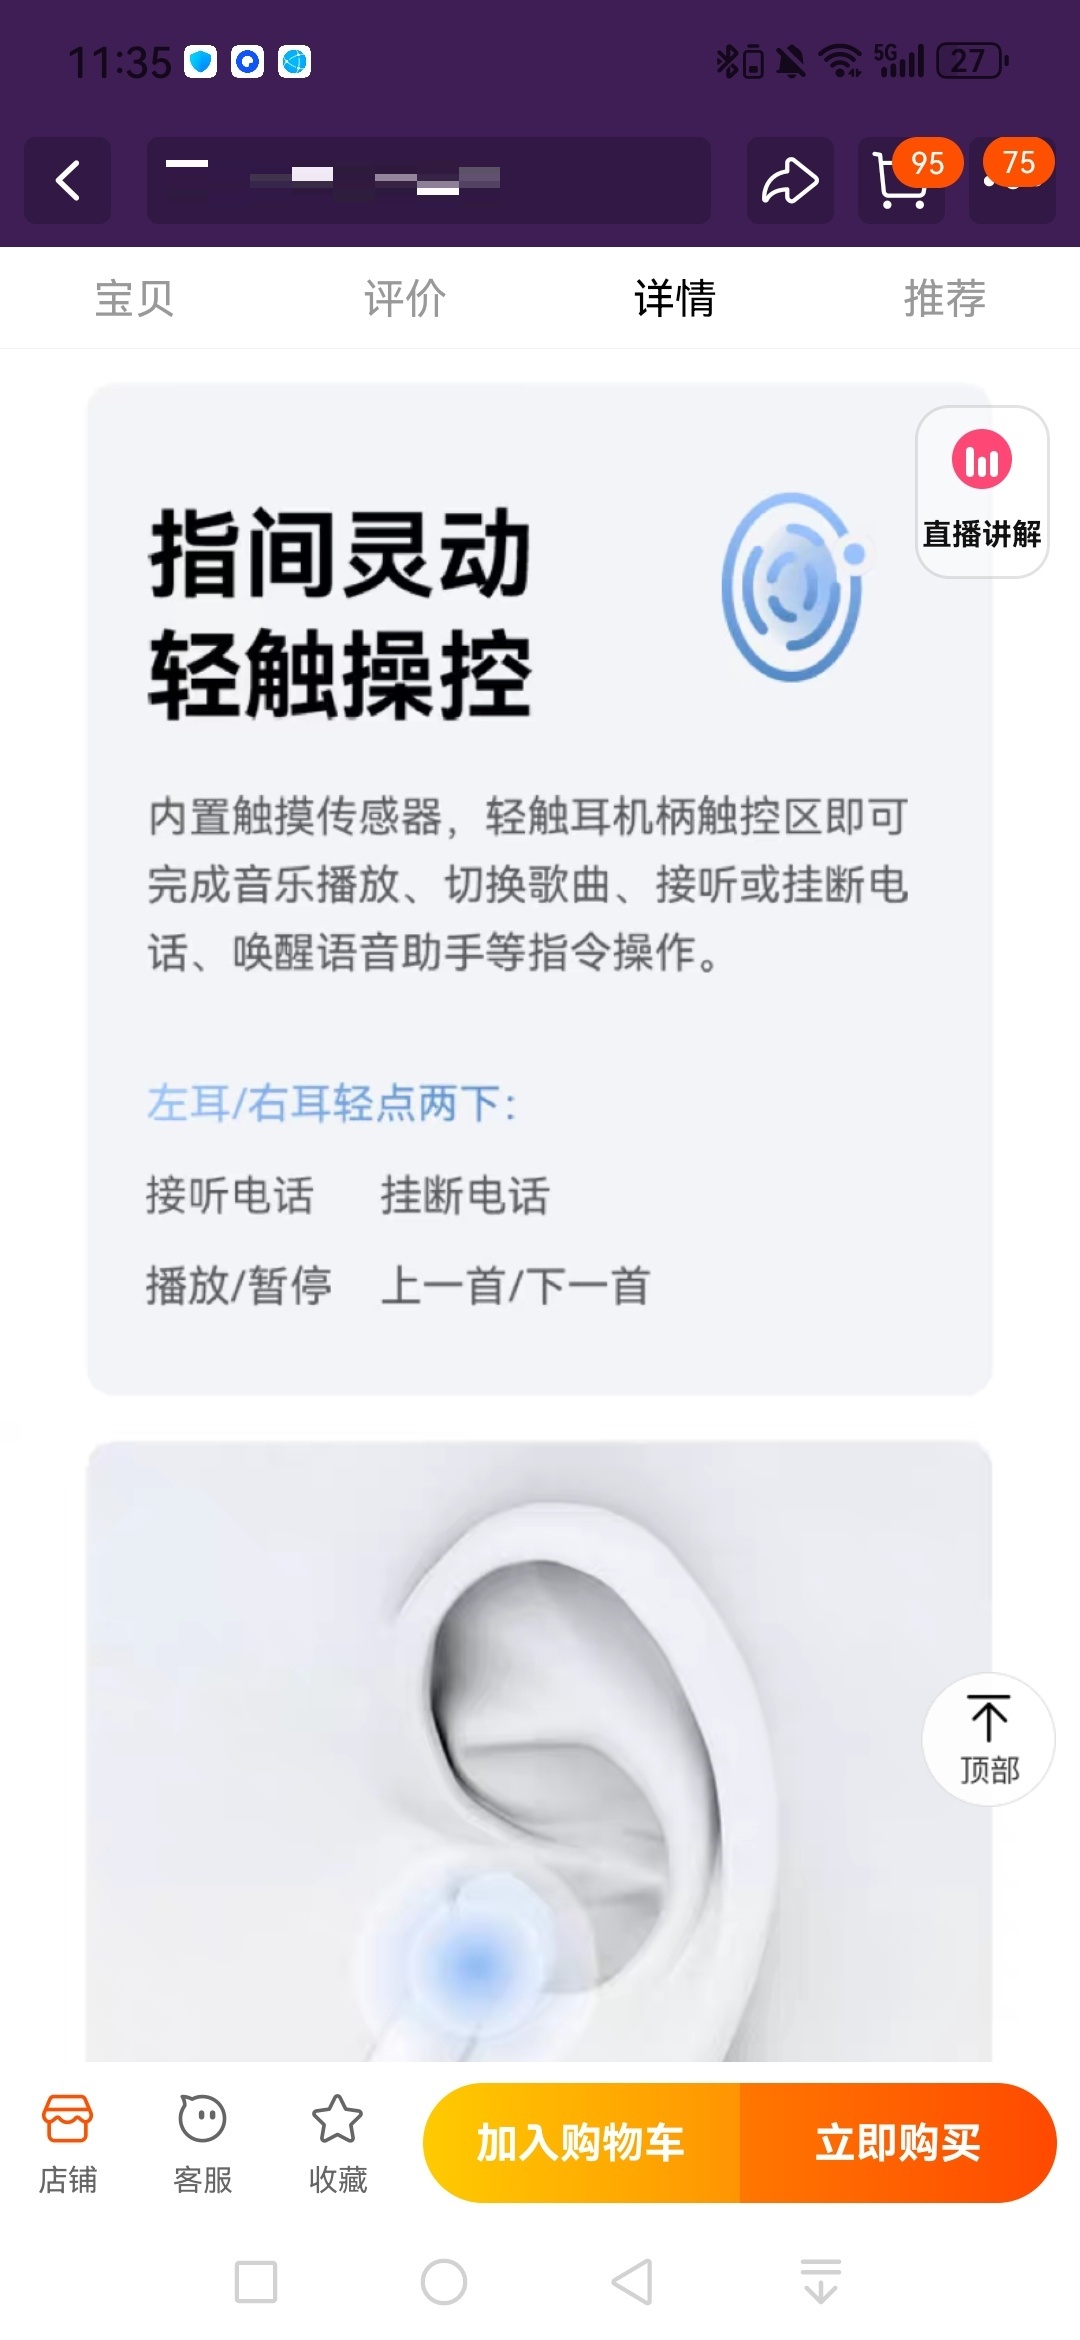 11:35
5G
27
95
75
宝贝
评价
详情
推荐
直播讲解
指间灵动
轻触操控
内置触摸传感器，轻触耳机柄触控区即可
完成音乐播放、切换歌曲、接听或挂断电
话、唤醒语音助手等指令操作。
左耳/右耳轻点两下：
接听电话 挂断电话
播放/暂停 上一首/下一首
顶部
店铺
客服
收藏
加入购物车
立即购买